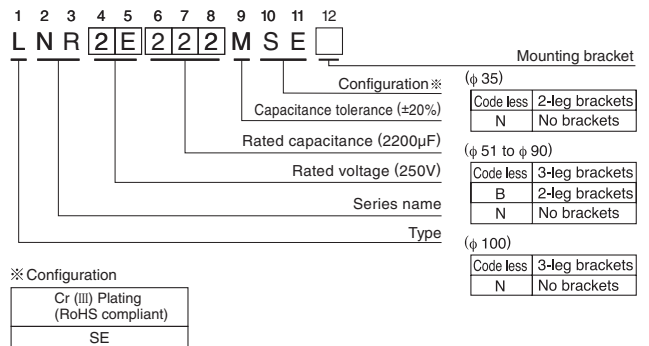 1 2 3 4 5 6 7 8 9 10 11 12
L N R 2 E 2 2 2 M S E
Mounting bracket
Configuration※
Capacitance tolerance (±20%)
Rated capacitance (2200µF)
Rated voltage (250V)
Series name
Type
(ϕ 35)
Code less 2-leg brackets
N No brackets
(ϕ 51 to ϕ 90)
Code less 3-leg brackets
B 2-leg brackets
N No brackets
(ϕ 100)
Code less 3-leg brackets
N No brackets
※Configuration
Cr (III) Plating
(RoHS compliant)
SE